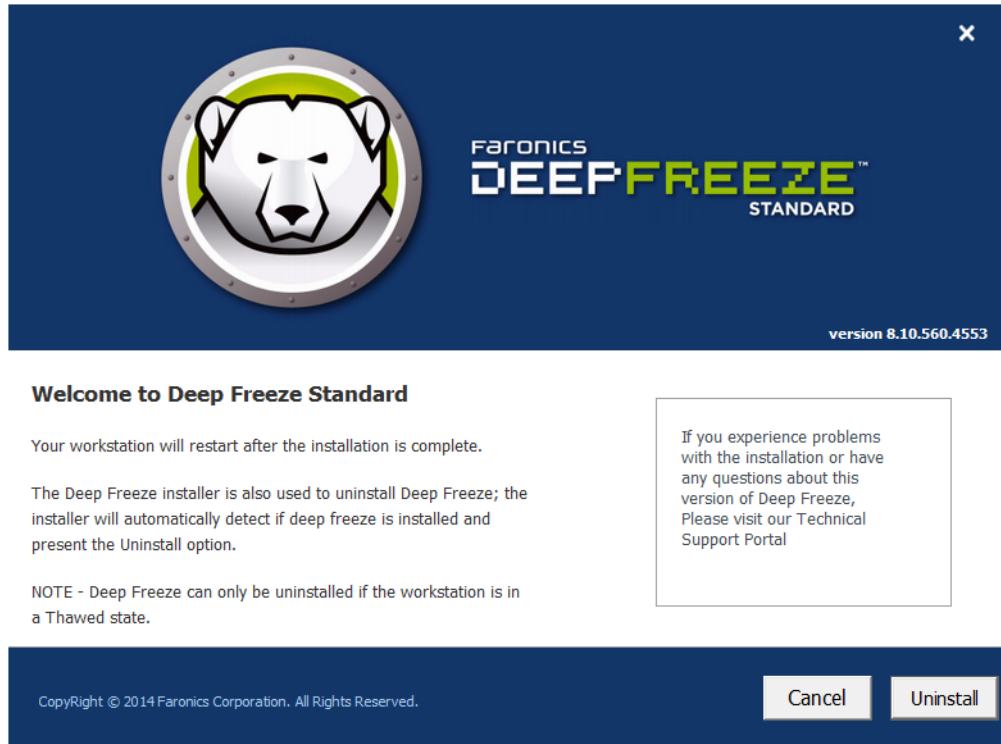 Faronics
DEEPFREEZE™
STANDARD
version 8.10.560.4553
Welcome to Deep Freeze Standard
Your workstation will restart after the installation is complete.
The Deep Freeze installer is also used to uninstall Deep Freeze; the
installer will automatically detect if deep freeze is installed and
present the Uninstall option.
NOTE - Deep Freeze can only be uninstalled if the workstation is in
a Thawed state.
If you experience problems
with the installation or have
any questions about this
version of Deep Freeze,
Please visit our Technical
Support Portal
CopyRight © 2014 Faronics Corporation. All Rights Reserved.
Cancel
Uninstall